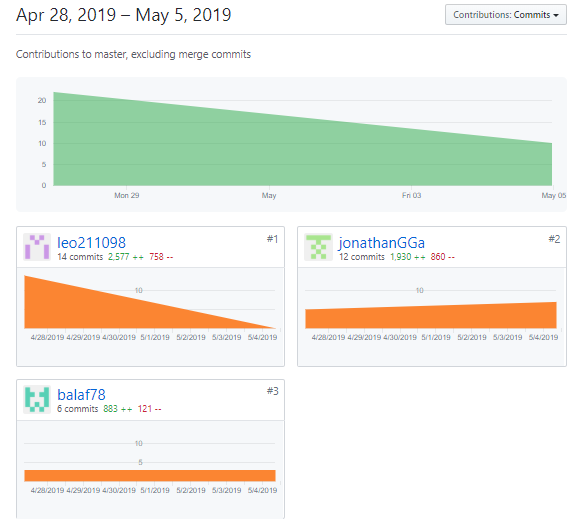 Apr 28, 2019 – May 5, 2019
Contributions: Commits
Contributions to master, excluding merge commits
20
15
10
5
0
Mon 29 May Fri 03 May 05
leo211098 #1
14 commits 2,577 ++ 758 --
10
4/28/2019 4/29/2019 4/30/2019 5/1/2019 5/2/2019 5/3/2019 5/4/2019
jonathanGGa #2
12 commits 1,930 ++ 860 --
10
4/28/2019 4/29/2019 4/30/2019 5/1/2019 5/2/2019 5/3/2019 5/4/2019
balaf78 #3
6 commits 883 ++ 121 --
10
5
4/28/2019 4/29/2019 4/30/2019 5/1/2019 5/2/2019 5/3/2019 5/4/2019